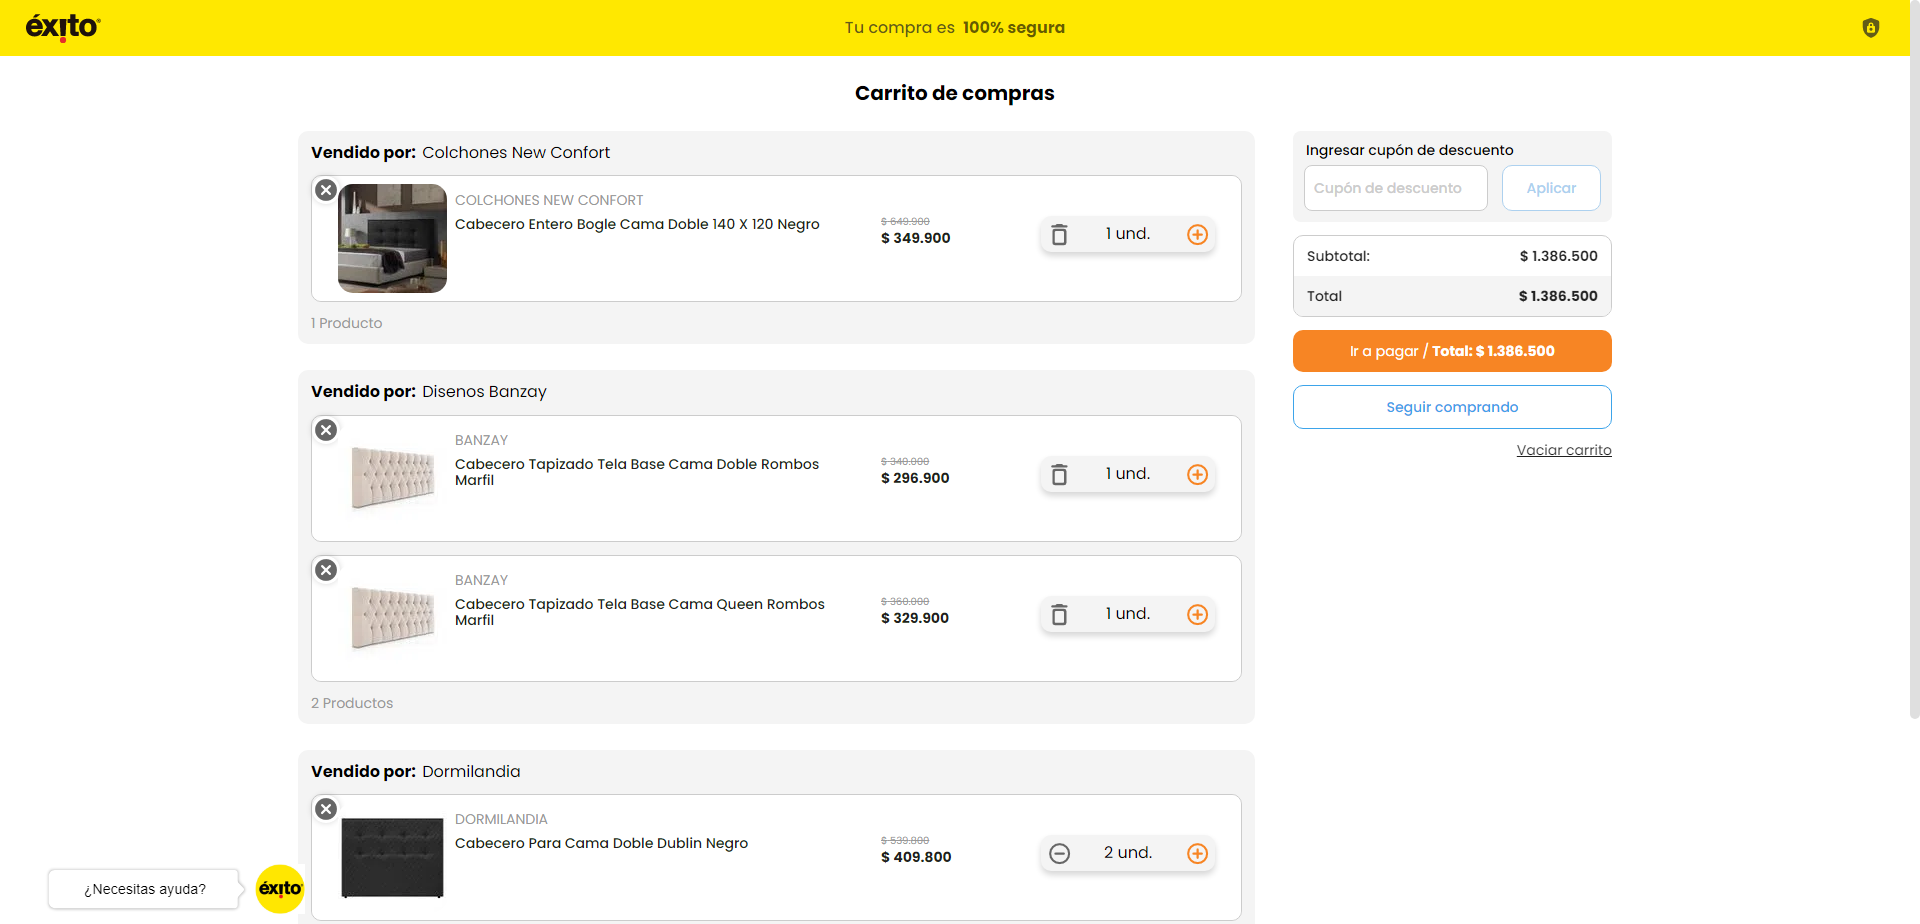 éxito
Tu compra es 100% segura
Carrito de compras
Vendido por: Colchones New Confort
COLCHONES NEW CONFORT
Cabecero Entero Bogle Cama Doble 140 X 120 Negro
$ 649.900
$ 349.900
1 und.
1 Producto
Vendido por: Disenos Banzay
BANZAY
Cabecero Tapizado Tela Base Cama Doble Rombos
Marfil
$ 340.000
$ 296.900
1 und.
BANZAY
Cabecero Tapizado Tela Base Cama Queen Rombos
Marfil
$ 360.000
$ 329.900
1 und.
2 Productos
Vendido por: Dormilandia
DORMILANDIA
Cabecero Para Cama Doble Dublin Negro
$ 539.800
$ 409.800
2 und.
Ingresar cupón de descuento
Cupón de descuento
Aplicar
Subtotal: $ 1.386.500
Total $ 1.386.500
Ir a pagar / Total: $ 1.386.500
Seguir comprando
Vaciar carrito
¿Necesitas ayuda?
éxito